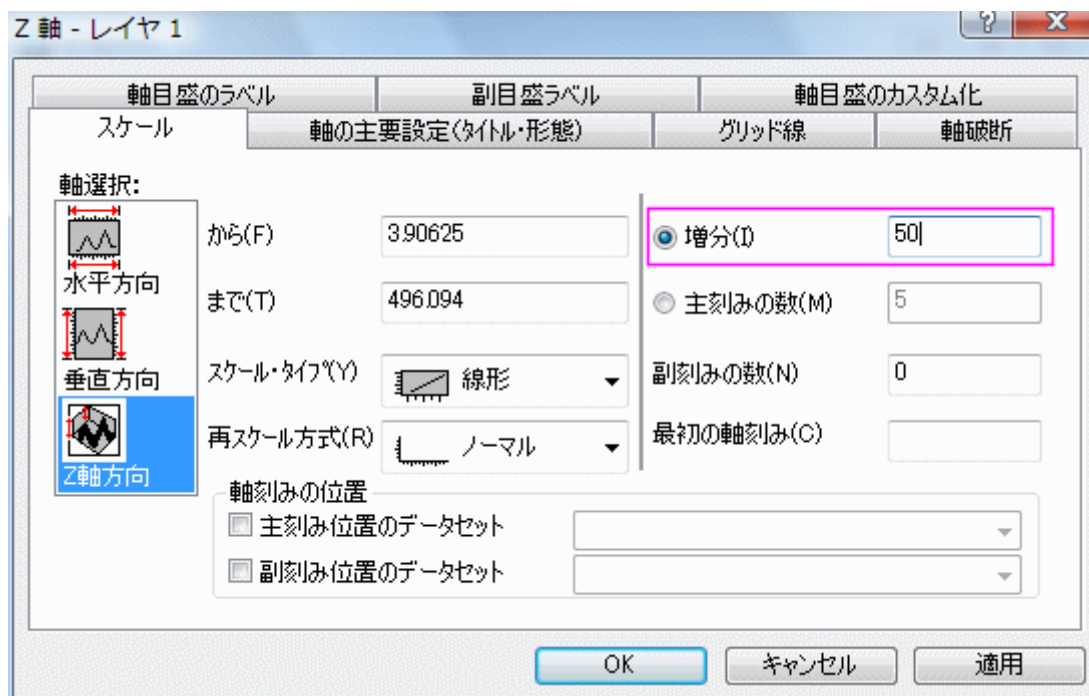 Z 軸 - レイヤ 1
軸目盛のラベル 副目盛ラベル 軸目盛のカスタム化
スケール 軸の主要設定(タイトル・形態) グリッド線 軸破断
軸選択:
水平方向
垂直方向
Z軸方向
から(F) 3.90625
まで(T) 496.094
スケール・タイプ(Y) 線形
再スケール方式(R) ノーマル
増分(I) 50
主刻みの数(M) 5
副刻みの数(N) 0
最初の軸刻み(C)
軸刻みの位置
主刻み位置のデータセット
副刻み位置のデータセット
OK キャンセル 適用